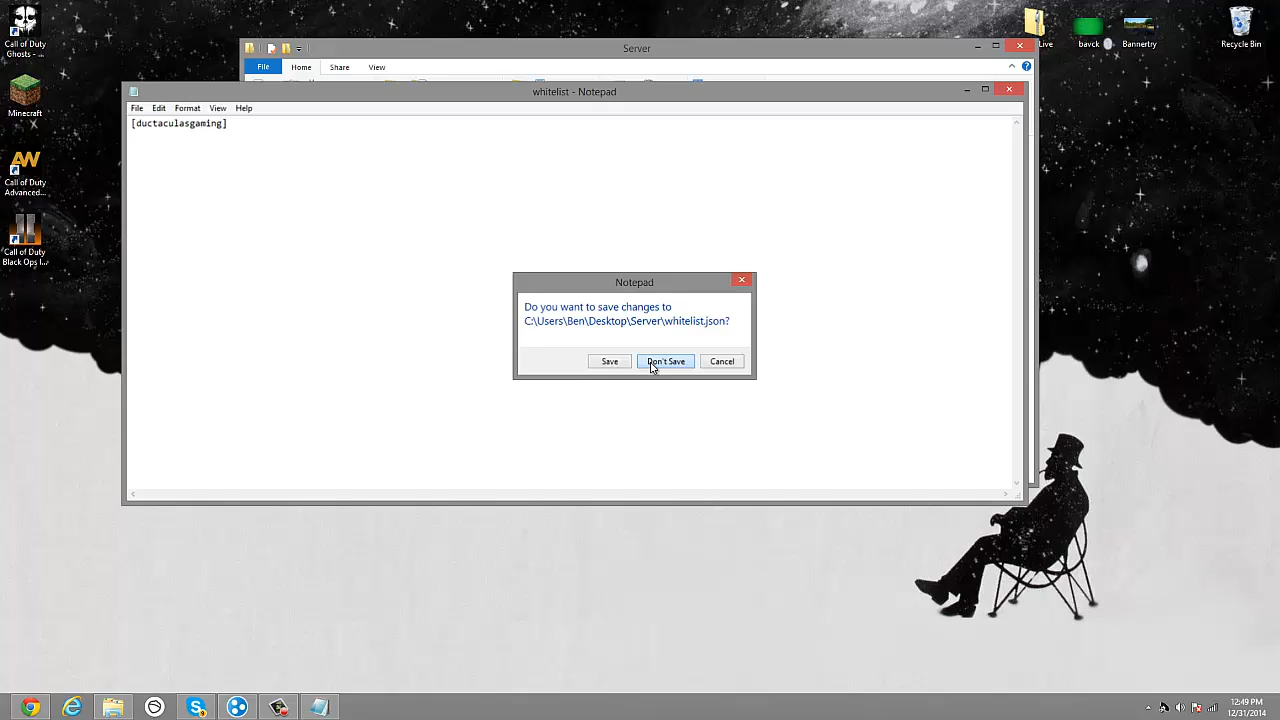 Call of Duty
Ghosts - ...
Minecraft
AW
Call of Duty
Advanced...
Call of Duty
Black Ops I...
Server
File Home Share View
Live
bavck
Bannertry
Recycle Bin
whitelist - Notepad
File Edit Format View Help
[ductaculasgaming]
Notepad
Do you want to save changes to
C:\Users\Ben\Desktop\Server\whitelist.json?
Save Don't Save Cancel
12:49 PM
12/31/2014